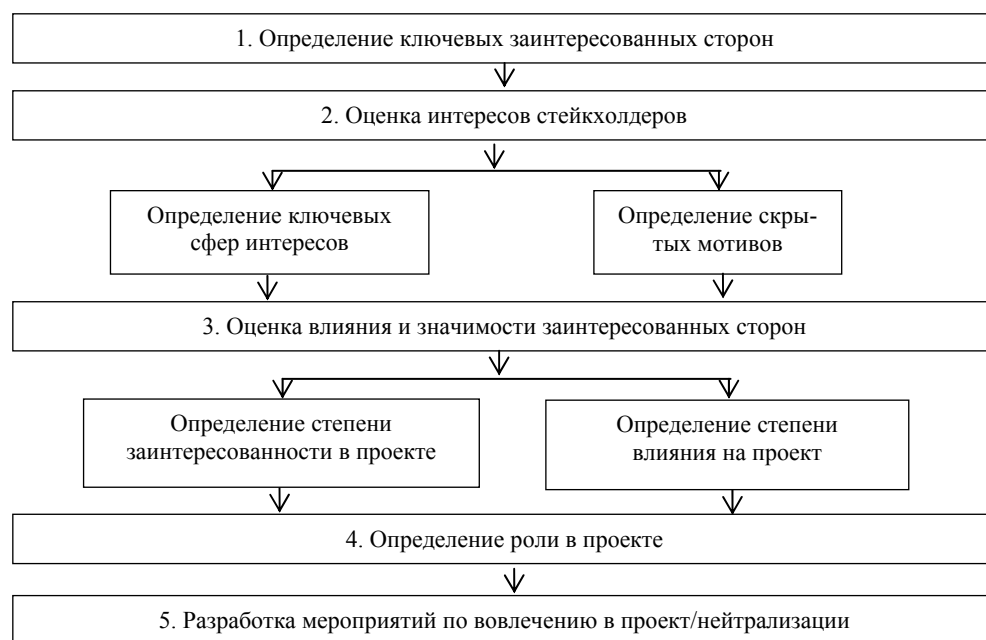 1. Определение ключевых заинтересованных сторон
2. Оценка интересов стейкхолдеров
Определение ключевых
сфер интересов
Определение скры-
тых мотивов
3. Оценка влияния и значимости заинтересованных сторон
Определение степени
заинтересованности в проекте
Определение степени
влияния на проект
4. Определение роли в проекте
5. Разработка мероприятий по вовлечению в проект/нейтрализации